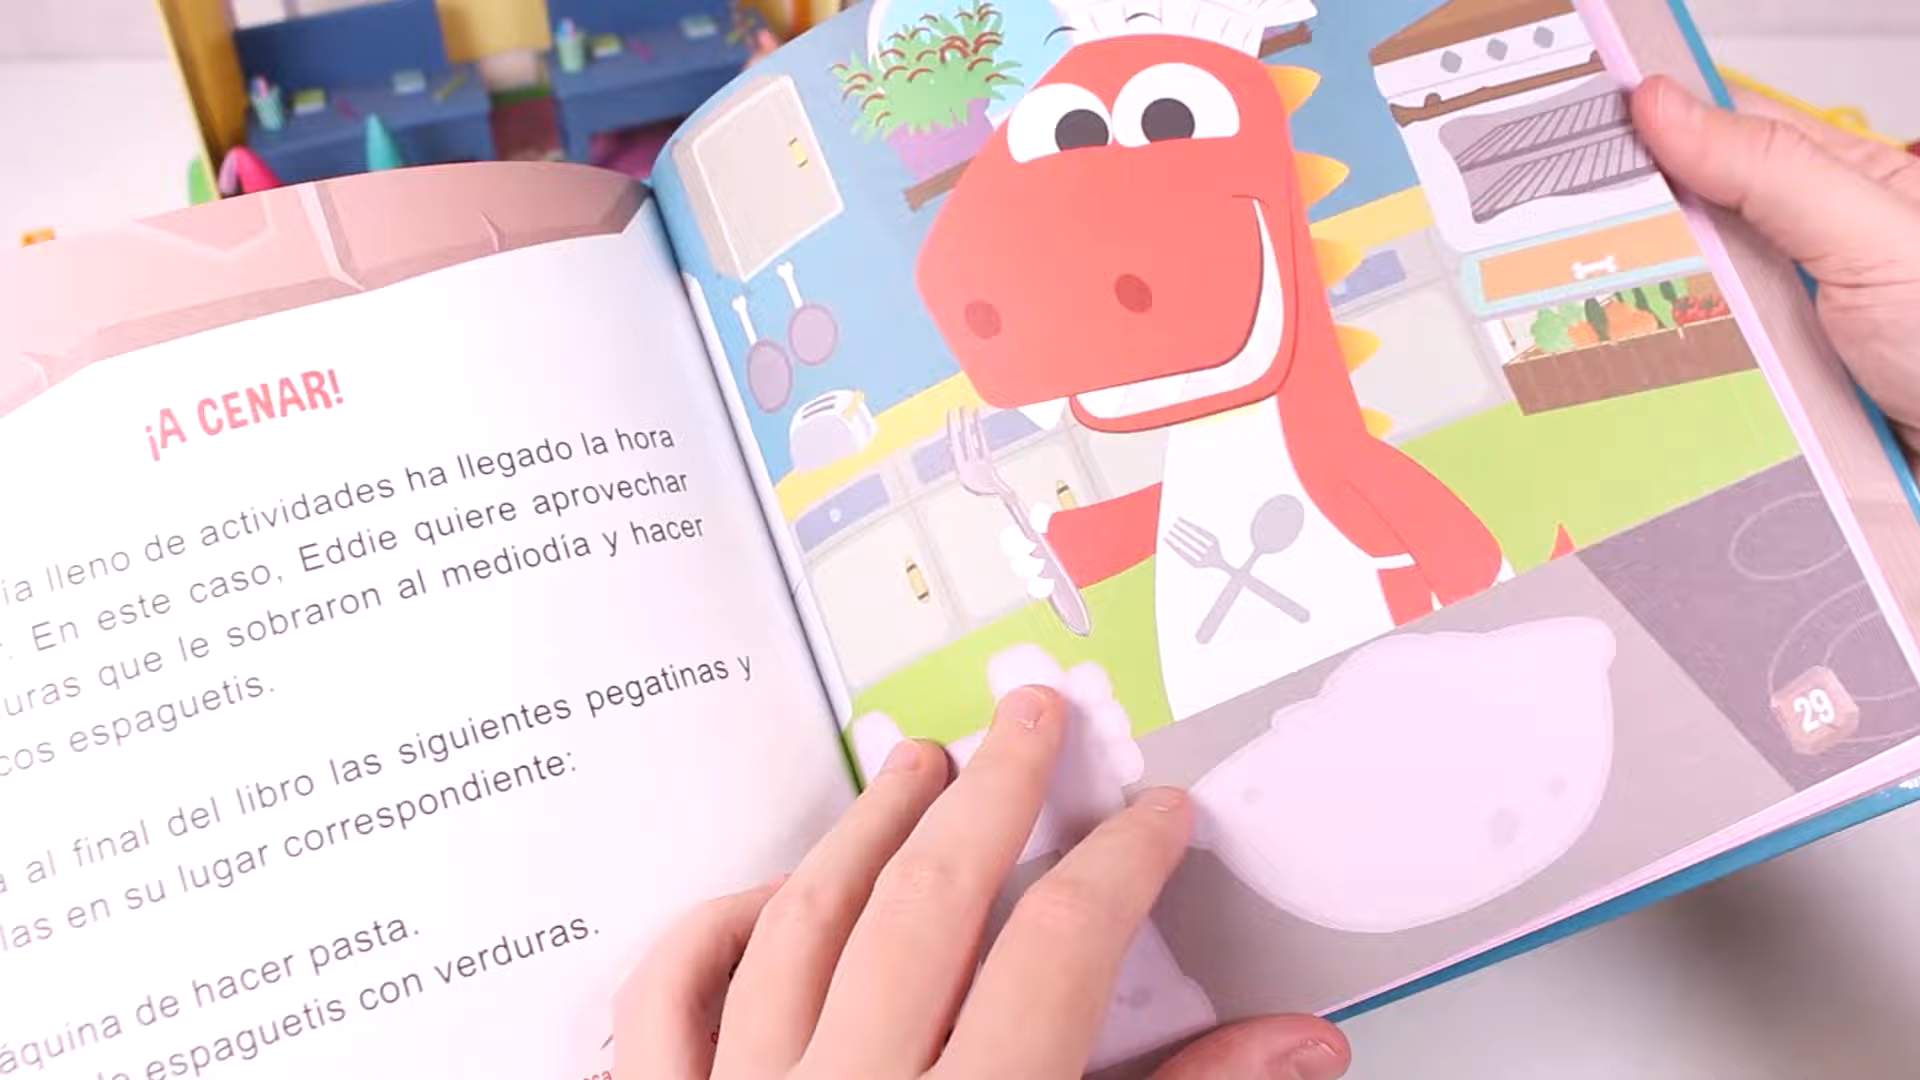 ¡A CENAR!
ía lleno de actividades ha llegado la hora
. En este caso, Eddie quiere aprovechar
uras que le sobraron al mediodía y hacer
cos espaguetis.
a al final del libro las siguientes pegatinas y
las en su lugar correspondiente:
áquina de hacer pasta.
espaguetis con verduras.
29